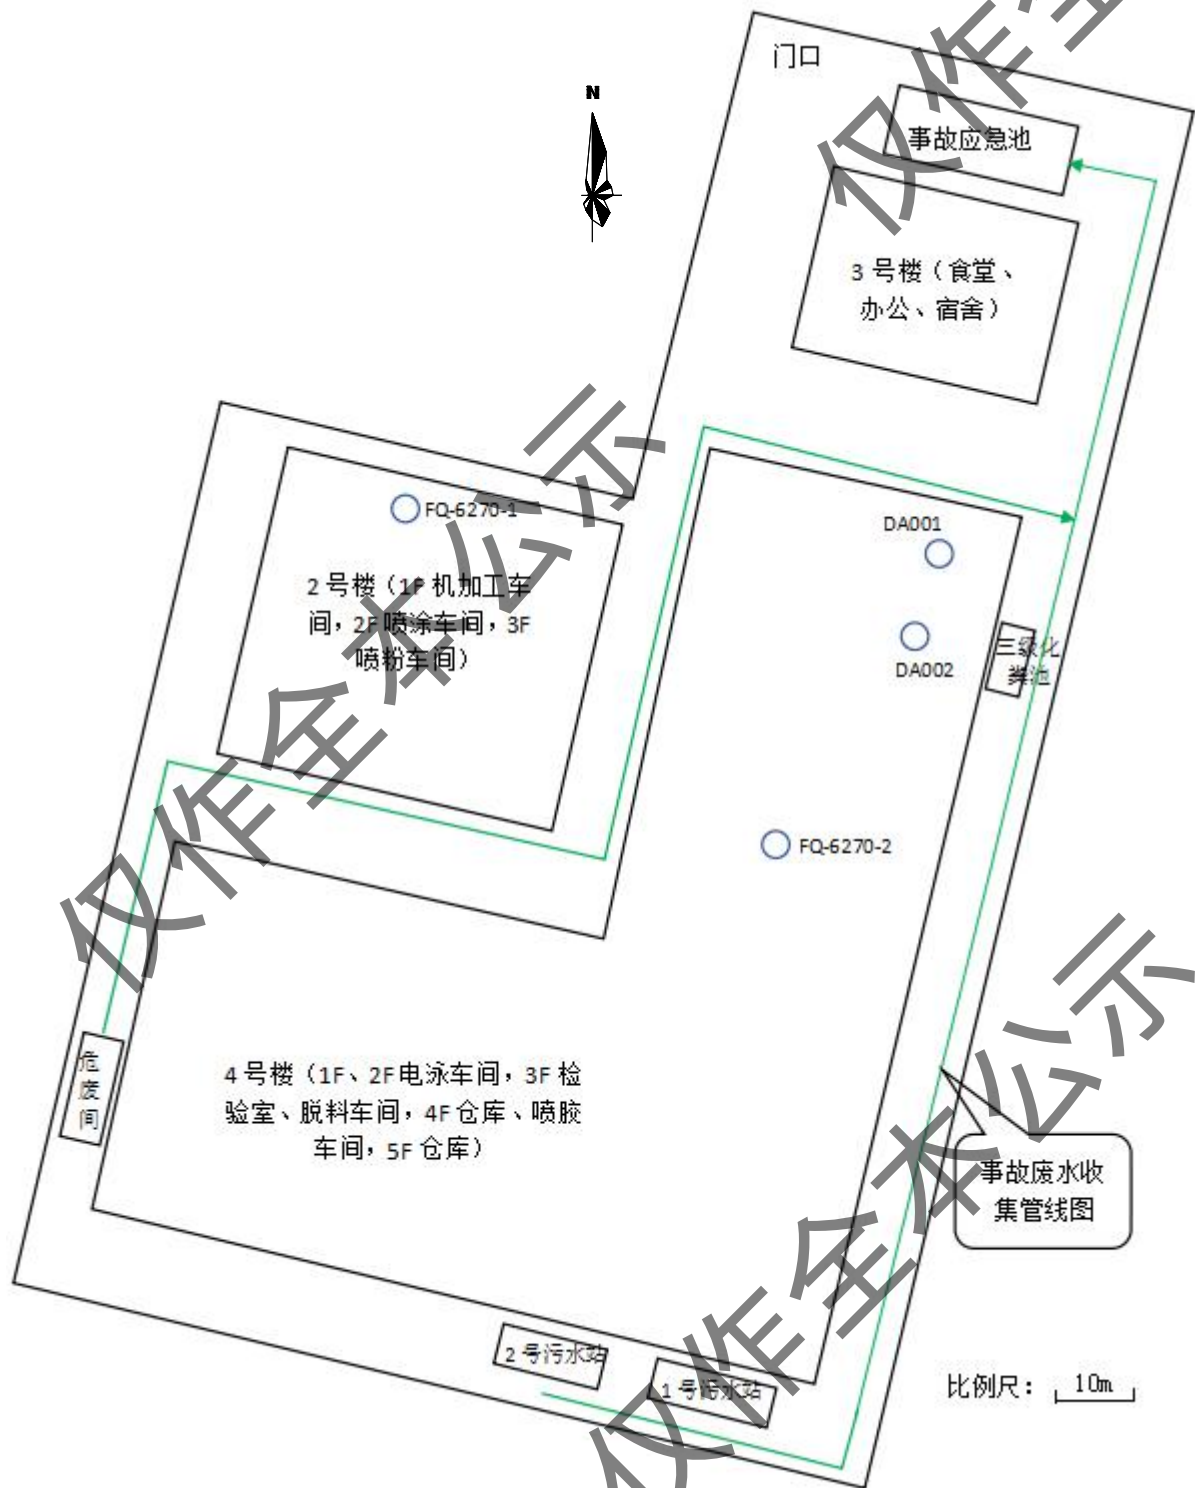 门口
N
事故应急池
3号楼（食堂、
办公、宿舍）
FQ-6270-1
2号楼（1F机加工车
间，2F喷涂车间，3F
喷粉车间）
DA001
DA002
三级化
粪池
FQ-6270-2
危
废
间
4号楼（1F、2F电泳车间，3F检
验室、脱料车间，4F仓库、喷胶
车间，5F仓库）
事故废水收
集管线图
2号污水站
1号污水站
比例尺：10m
仅作全本公示
仅作全本公示
仅作全